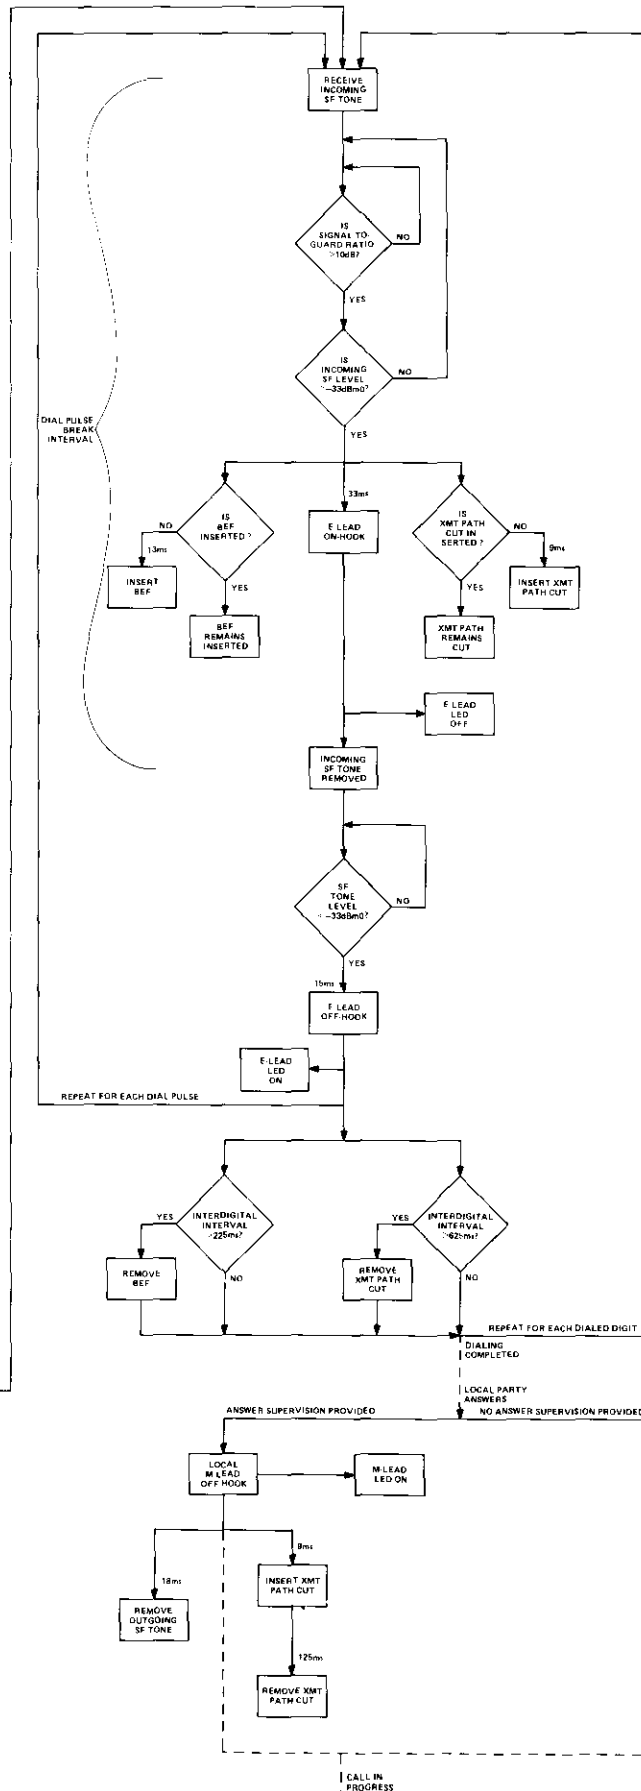 RECEIVE
INCOMING
SF TONE
IS
SIGNAL TO-
GUARD RATIO
>10dB?
NO
YES
IS
INCOMING
SF LEVEL
>-33dBm0?
NO
YES
DIAL PULSE
BREAK
INTERVAL
IS
BEF
INSERTED?
NO
13ms
INSERT
BEF
YES
BEF
REMAINS
INSERTED
33ms
E LEAD
ON-HOOK
IS
XMT PATH
CUT IN
SERTED?
NO
9ms
INSERT XMT
PATH CUT
YES
XMT PATH
REMAINS
CUT
E LEAD
LED
OFF
INCOMING
SF TONE
REMOVED
SF
TONE
LEVEL
<-33dBm0?
NO
YES
15ms
E LEAD
OFF-HOOK
E-LEAD
LED
ON
REPEAT FOR EACH DIAL PULSE
INTERDIGITAL
INTERVAL
>225ms?
YES
REMOVE
BEF
NO
INTERDIGITAL
INTERVAL
>625ms?
YES
REMOVE
XMT PATH
CUT
NO
REPEAT FOR EACH DIALED DIGIT
DIALING
COMPLETED
LOCAL PARTY
ANSWERS
ANSWER SUPERVISION PROVIDED
NO ANSWER SUPERVISION PROVIDED
LOCAL
M LEAD
OFF HOOK
M-LEAD
LED ON
18ms
REMOVE
OUTGOING
SF TONE
INSERT XMT
PATH CUT
125ms
REMOVE XMT
PATH CUT
CALL IN
PROGRESS